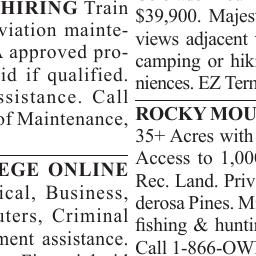 HIRING Train
viation mainte-
A approved pro-
id if qualified.
ssistance. Call
of Maintenance,
EGE ONLINE
ical, Business,
uters, Criminal
ment assistance.
$39,900. Majes
views adjacent
camping or hiki
niences. EZ Tern
ROCKY MOU
35+ Acres with
Access to 1,000
Rec. Land. Priv
derosa Pines. M
fishing & huntin
Call 1-866-OW